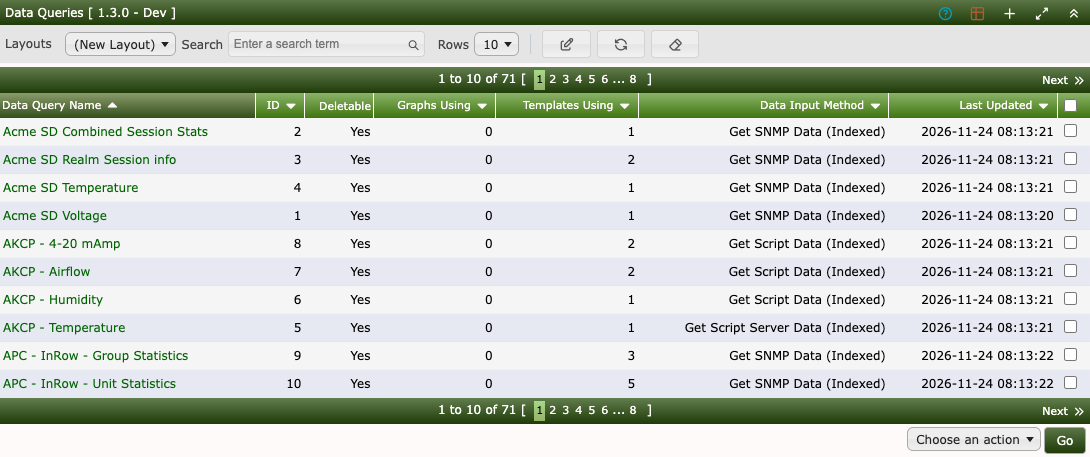 Data Queries [ 1.3.0 - Dev ]
Layouts (New Layout) Search Enter a search term Rows 10
1 to 10 of 71 [ 1 2 3 4 5 6 ... 8 ] Next
Data Query Name ID Deletable Graphs Using Templates Using Data Input Method Last Updated
Acme SD Combined Session Stats 2 Yes 0 1 Get SNMP Data (Indexed) 2026-11-24 08:13:21
Acme SD Realm Session info 3 Yes 0 2 Get SNMP Data (Indexed) 2026-11-24 08:13:21
Acme SD Temperature 4 Yes 0 1 Get SNMP Data (Indexed) 2026-11-24 08:13:21
Acme SD Voltage 1 Yes 0 1 Get SNMP Data (Indexed) 2026-11-24 08:13:20
AKCP - 4-20 mAmp 8 Yes 0 2 Get Script Data (Indexed) 2026-11-24 08:13:21
AKCP - Airflow 7 Yes 0 2 Get Script Data (Indexed) 2026-11-24 08:13:21
AKCP - Humidity 6 Yes 0 1 Get Script Data (Indexed) 2026-11-24 08:13:21
AKCP - Temperature 5 Yes 0 1 Get Script Server Data (Indexed) 2026-11-24 08:13:21
APC - InRow - Group Statistics 9 Yes 0 3 Get SNMP Data (Indexed) 2026-11-24 08:13:22
APC - InRow - Unit Statistics 10 Yes 0 5 Get SNMP Data (Indexed) 2026-11-24 08:13:22
1 to 10 of 71 [ 1 2 3 4 5 6 ... 8 ] Next
Choose an action Go